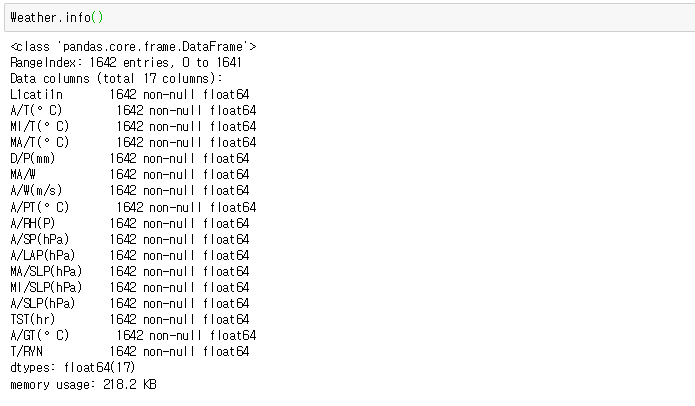 Weather.info()
<class 'pandas.core.frame.DataFrame'>
RangeIndex: 1642 entries, 0 to 1641
Data columns (total 17 columns):
L1cati1n 1642 non-null float64
A/T(° C) 1642 non-null float64
MI/T(° C) 1642 non-null float64
MA/T(° C) 1642 non-null float64
D/P(mm) 1642 non-null float64
MA/W 1642 non-null float64
A/W(m/s) 1642 non-null float64
A/PT(° C) 1642 non-null float64
A/RH(P) 1642 non-null float64
A/SP(hPa) 1642 non-null float64
A/LAP(hPa) 1642 non-null float64
MA/SLP(hPa) 1642 non-null float64
MI/SLP(hPa) 1642 non-null float64
A/SLP(hPa) 1642 non-null float64
TST(hr) 1642 non-null float64
A/GT(° C) 1642 non-null float64
T/RYN 1642 non-null float64
dtypes: float64(17)
memory usage: 218.2 KB